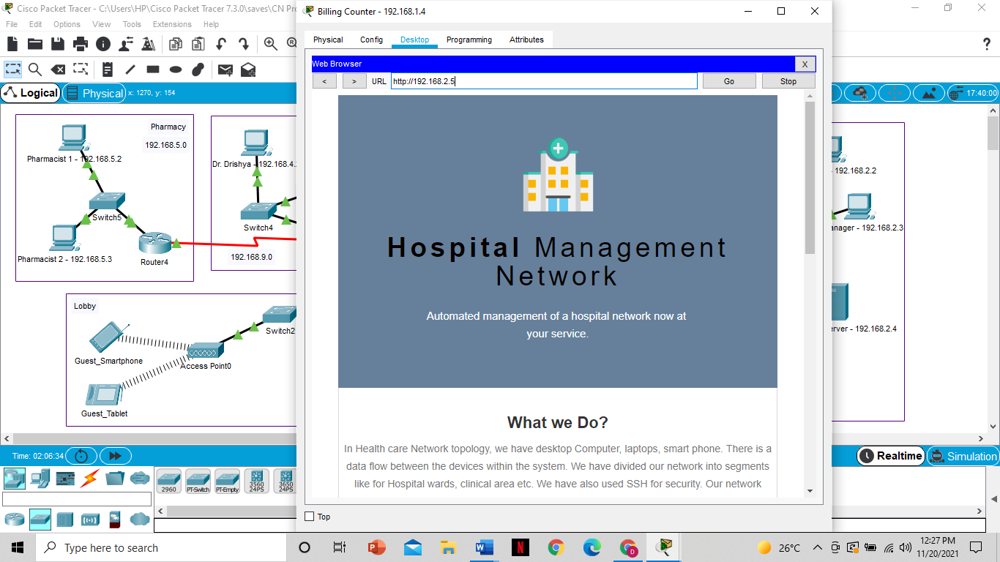 Cisco Packet Tracer - C:\Users\HP\Cisco Packet Tracer 7.3.0\saves\CN Pro
File Edit Options View Tools Extensions Help
Logical Physical x: 1270, y: 154
17:40:00
Pharmacy
192.168.5.0
Pharmacist 1 - 192.168.5.2
Switch5
Pharmacist 2 - 192.168.5.3
Router4
Dr. Drishya - 192.168.4.
Switch4
192.168.9.0
Lobby
Switch2
Guest_Smartphone
Access Point0
Guest_Tablet
Billing Counter - 192.168.1.4
Physical Config Desktop Programming Attributes
Web Browser X
< > URL http://192.168.2.5 Go Stop
Hospital Management
Network
Automated management of a hospital network now at
your service.
What we Do?
In Health care Network topology, we have desktop Computer, laptops, smart phone. There is a
data flow between the devices within the system. We have divided our network into segments
like for Hospital wards, clinical area etc. We have also used SSH for security. Our network
Top
- 192.168.2.2
anager - 192.168.2.3
rver - 192.168.2.4
Time: 02:06:34
Realtime Simulation
2960 PT-Switch PT-Empty 3560 24PS 3650 24PS
Type here to search
26°C
12:27 PM
11/20/2021